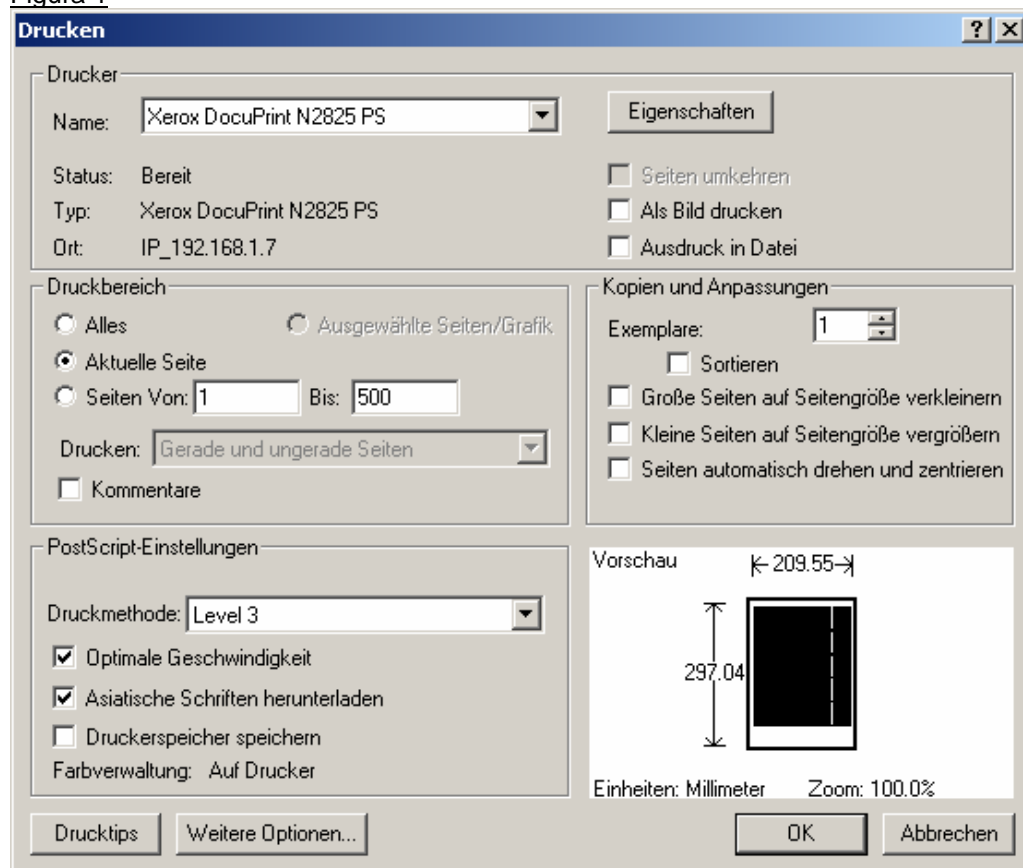 Figura 1
Drucken
Drucker
Name: Xerox DocuPrint N2825 PS
Eigenschaften
Status: Bereit
Seiten umkehren
Typ: Xerox DocuPrint N2825 PS
Als Bild drucken
Ort: IP_192.168.1.7
Ausdruck in Datei
Druckbereich
Alles
Ausgewählte Seiten/Grafik
Aktuelle Seite
Seiten Von: 1 Bis: 500
Drucken: Gerade und ungerade Seiten
Kommentare
Kopien und Anpassungen
Exemplare: 1
Sortieren
Große Seiten auf Seitengröße verkleinern
Kleine Seiten auf Seitengröße vergrößern
Seiten automatisch drehen und zentrieren
PostScript-Einstellungen
Druckmethode: Level 3
Optimale Geschwindigkeit
Asiatische Schriften herunterladen
Druckerspeicher speichern
Farbverwaltung: Auf Drucker
Vorschau
209.55
297.04
Einheiten: Millimeter Zoom: 100.0%
Drucktips
Weitere Optionen...
OK
Abbrechen